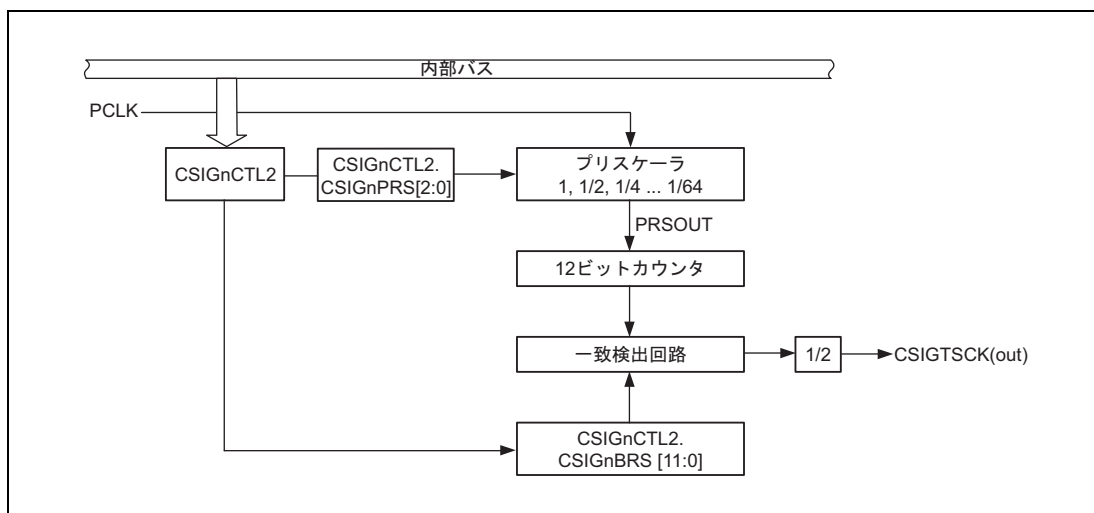 内部バス
PCLK
CSIGnCTL2
CSIGnCTL2.
CSIGnPRS[2:0]
プリスケーラ
1, 1/2, 1/4 ... 1/64
PRSOUT
12ビットカウンタ
一致検出回路
1/2
CSIGTSCK(out)
CSIGnCTL2.
CSIGnBRS [11:0]